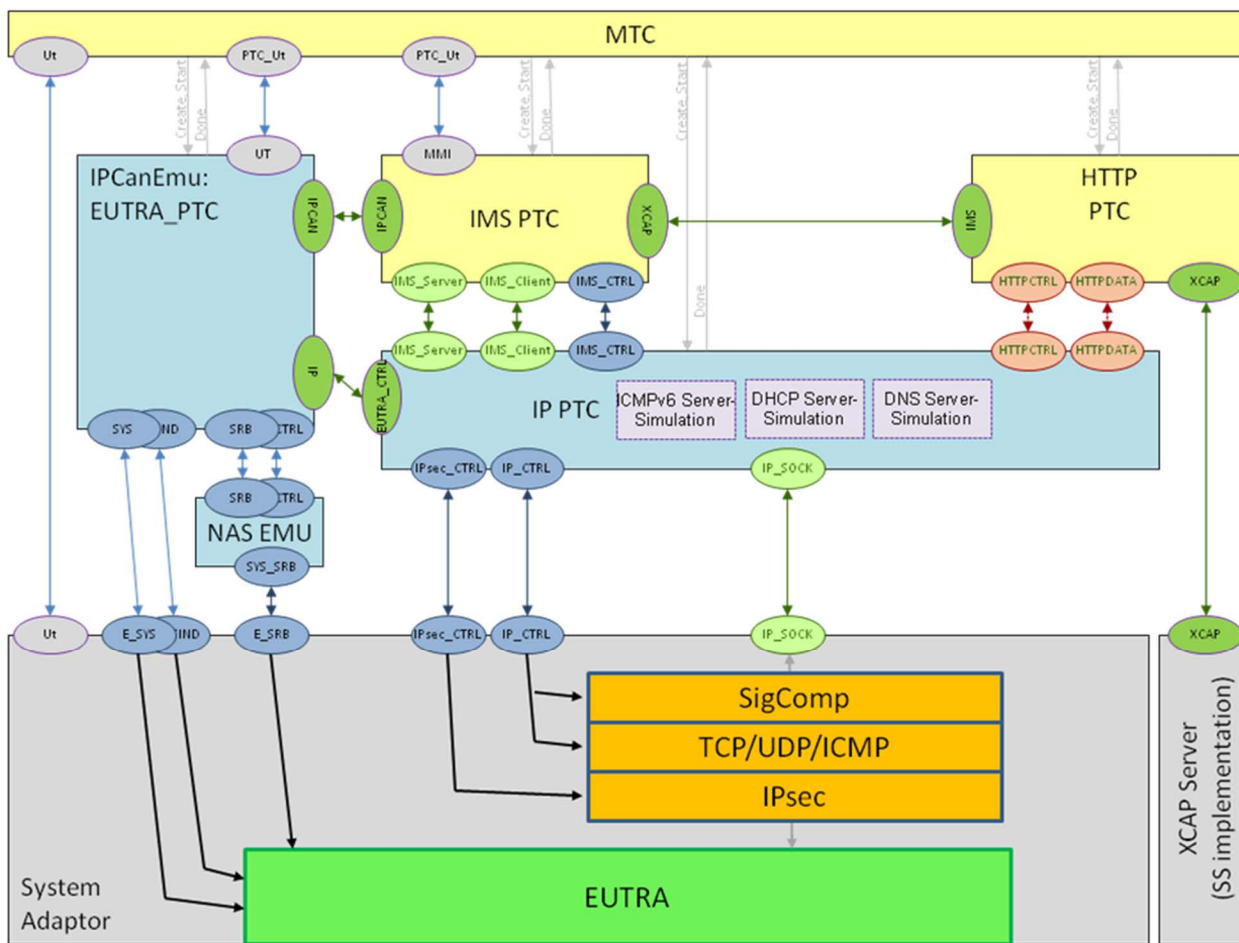 MTC
Ut
PTC_Ut
PTC_Ut
Create, Start
Done
Create, Start
Done
Create, Start
Done
Create, Start
Done
UT
MMI
IPCanEmu:
EUTRA_PTC
IPCAN
IPCAN
IMS PTC
XCAP
SMI
HTTP
PTC
IMS_Server
IMS_Client
IMS_CTRL
HTTPCTRL
HTTPDATA
XCAP
IMS_Server
IMS_Client
IMS_CTRL
HTTPCTRL
HTTPDATA
IP
EUTRA_CTRL
IP PTC
ICMPv6 Server-
Simulation
DHCP Server-
Simulation
DNS Server-
Simulation
SYS
IND
SRB
CTRL
IPsec_CTRL
IP_CTRL
IP_SOCK
SRB
CTRL
NAS EMU
SYS_SRB
Ut
E_SYS
IND
E_SRB
IPsec_CTRL
IP_CTRL
IP_SOCK
XCAP
SigComp
TCP/UDP/ICMP
IPsec
EUTRA
System
Adaptor
XCAP Server
(SS implementation)